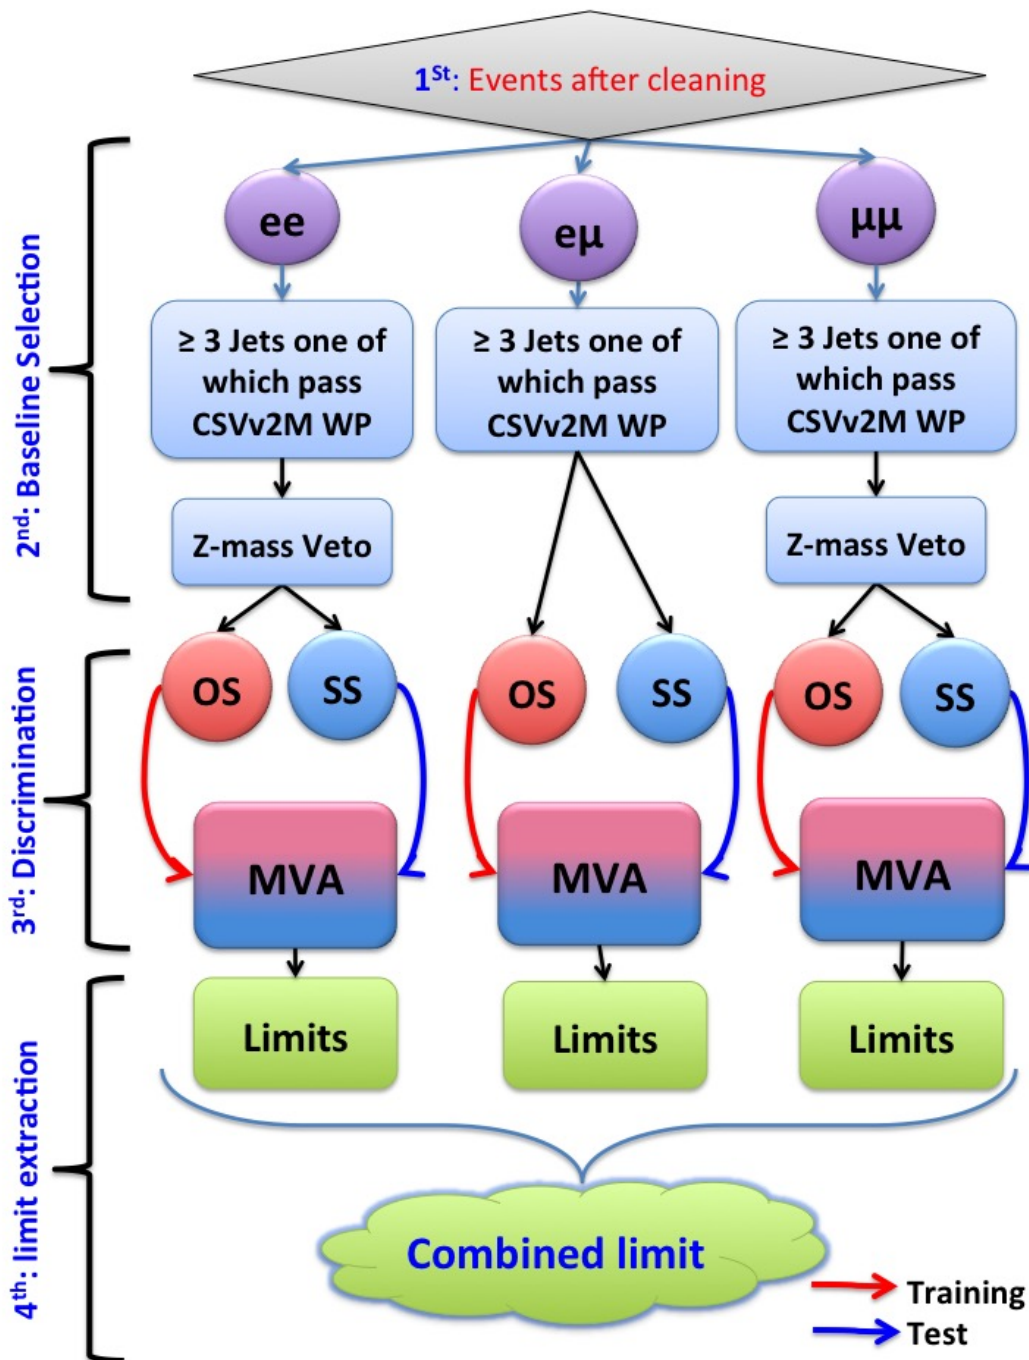 1St: Events after cleaning
2nd: Baseline Selection
ee
eμ
μμ
≥ 3 Jets one of
which pass
CSVv2M WP
≥ 3 Jets one of
which pass
CSVv2M WP
≥ 3 Jets one of
which pass
CSVv2M WP
Z-mass Veto
Z-mass Veto
3rd: Discrimination
OS
SS
OS
SS
OS
SS
MVA
MVA
MVA
4th: limit extraction
Limits
Limits
Limits
Combined limit
Training
Test